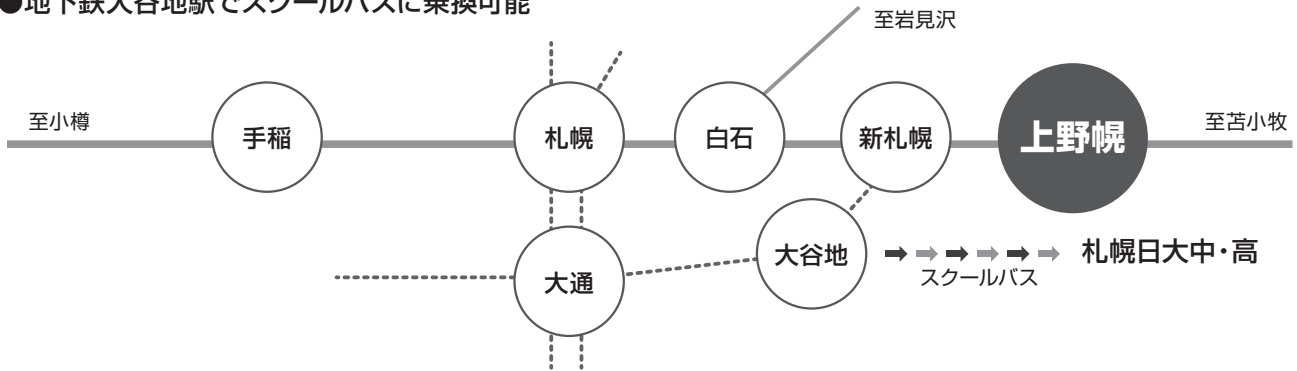 ●地下鉄大谷地駅でスクールバスに乗換可能
至岩見沢
至小樽
手稲
札幌
白石
新札幌
上野幌
至苫小牧
大通
大谷地
スクールバス
札幌日大中・高